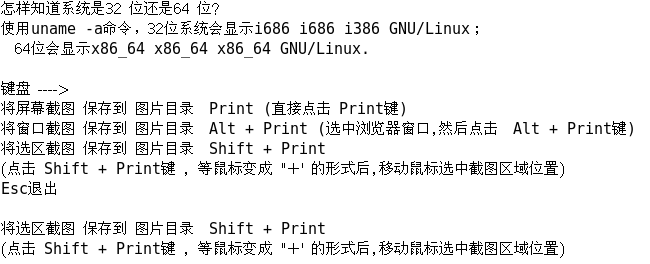 怎样知道系统是32 位还是64 位?
使用uname -a命令，32位系统会显示i686 i686 i386 GNU/Linux；
64位会显示x86_64 x86_64 x86_64 GNU/Linux.
键盘 ---->
将屏幕截图 保存到 图片目录 Print (直接点击 Print键)
将窗口截图 保存到 图片目录 Alt + Print (选中浏览器窗口,然后点击 Alt + Print键)
将选区截图 保存到 图片目录 Shift + Print
(点击 Shift + Print键 , 等鼠标变成 "十' 的形式后,移动鼠标选中截图区域位置)
Esc退出
将选区截图 保存到 图片目录 Shift + Print
(点击 Shift + Print键 , 等鼠标变成 "十' 的形式后,移动鼠标选中截图区域位置)